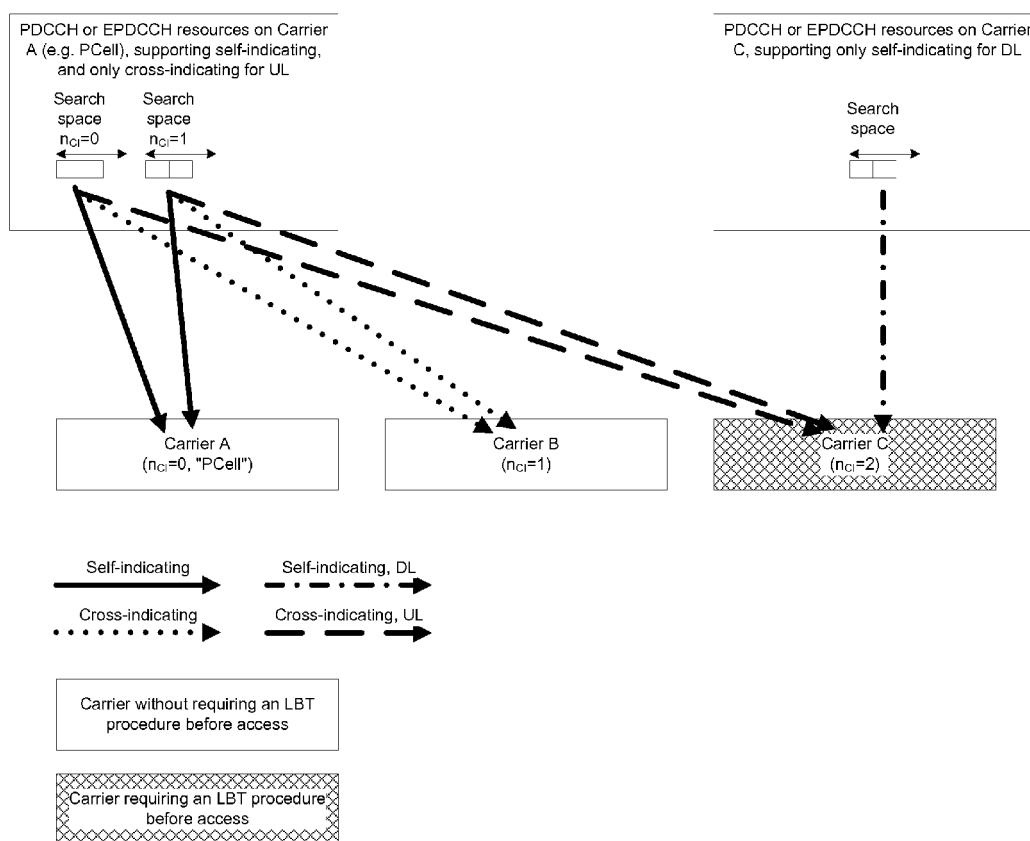 PDCCH or EPDCCH resources on Carrier
A (e.g. PCell), supporting self-indicating,
and only cross-indicating for UL
Search
space
nCI=0
Search
space
nCI=1
PDCCH or EPDCCH resources on Carrier
C, supporting only self-indicating for DL
Search
space
Carrier A
(nCI=0, "PCell")
Carrier B
(nCI=1)
Carrier C
(nCI=2)
Self-indicating
Self-indicating, DL
Cross-indicating
Cross-indicating, UL
Carrier without requiring an LBT
procedure before access
Carrier requiring an LBT procedure
before access